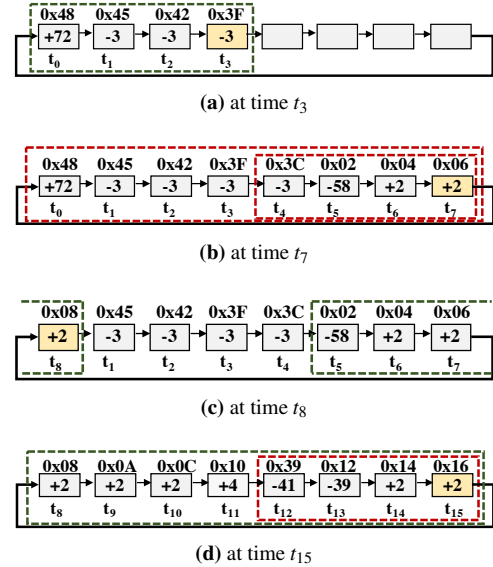 0x48 0x45 0x42 0x3F
+72 -3 -3 -3
t0 t1 t2 t3
(a) at time t3
0x48 0x45 0x42 0x3F 0x3C 0x02 0x04 0x06
+72 -3 -3 -3 -3 -58 +2 +2
t0 t1 t2 t3 t4 t5 t6 t7
(b) at time t7
0x08 0x45 0x42 0x3F 0x3C 0x02 0x04 0x06
+2 -3 -3 -3 -3 -58 +2 +2
t8 t1 t2 t3 t4 t5 t6 t7
(c) at time t8
0x08 0x0A 0x0C 0x10 0x39 0x12 0x14 0x16
+2 +2 +2 +4 -41 -39 +2 +2
t8 t9 t10 t11 t12 t13 t14 t15
(d) at time t15